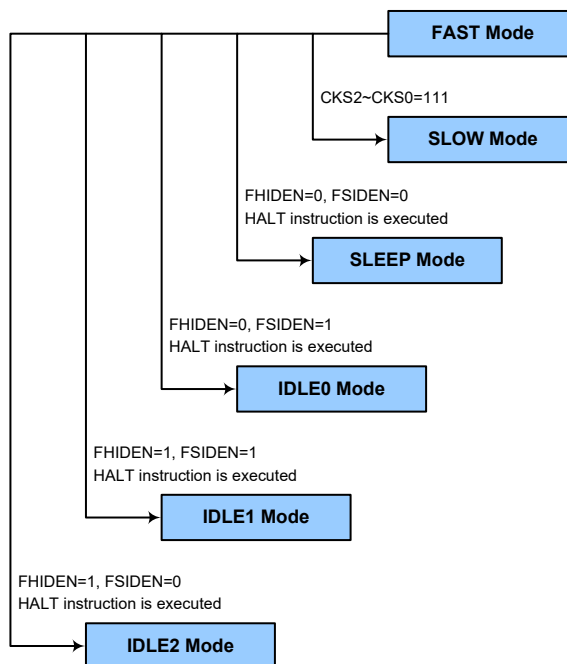 FAST Mode
CKS2~CKS0=111
SLOW Mode
FHIDEN=0, FSIDEN=0
HALT instruction is executed
SLEEP Mode
FHIDEN=0, FSIDEN=1
HALT instruction is executed
IDLE0 Mode
FHIDEN=1, FSIDEN=1
HALT instruction is executed
IDLE1 Mode
FHIDEN=1, FSIDEN=0
HALT instruction is executed
IDLE2 Mode